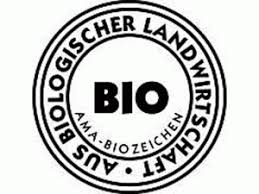 AUS BIOLOGISCHER LANDWIRTSCHAFT •
BIO
AMA-BIOZEICHEN